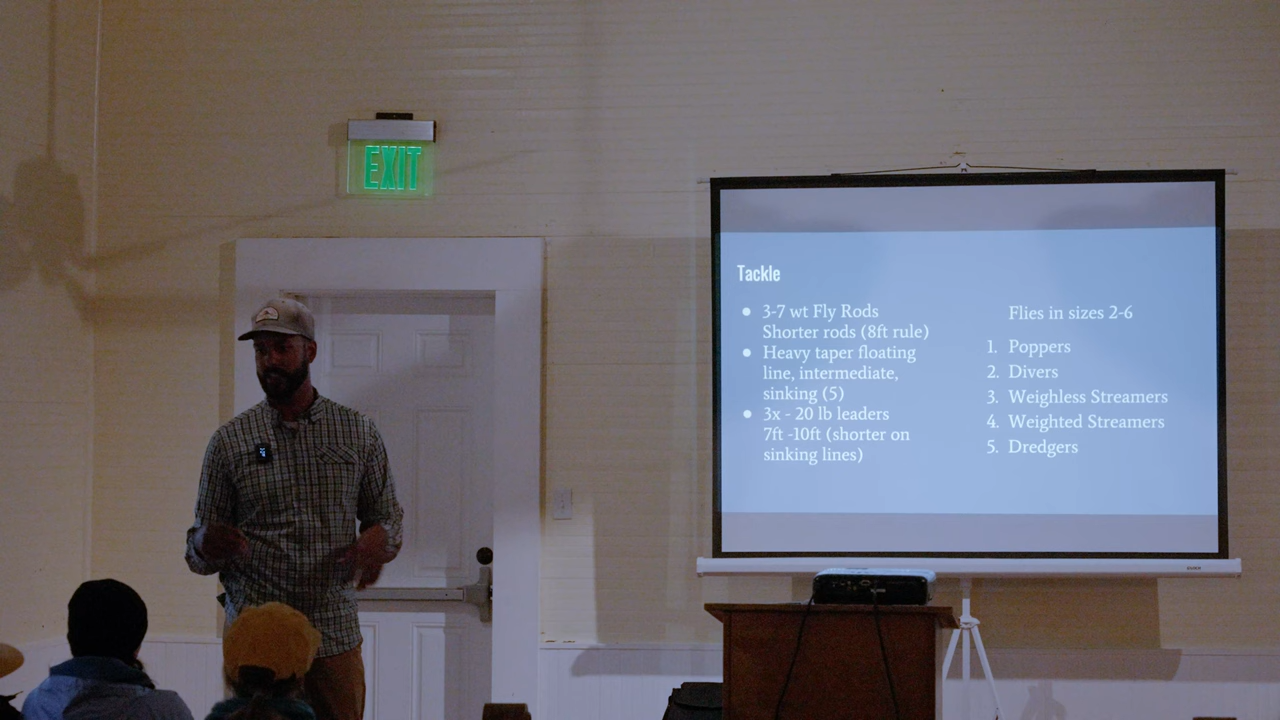 EXIT
Tackle
3-7 wt Fly Rods
Shorter rods (8ft rule)
Heavy taper floating
line, intermediate,
sinking (5)
3x - 20 lb leaders
7ft -10ft (shorter on
sinking lines)
Flies in sizes 2-6
1. Poppers
2. Divers
3. Weighless Streamers
4. Weighted Streamers
5. Dredgers